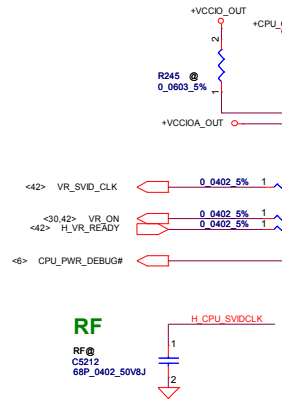 +VCCIO_OUT
+CPU_
2
R245 @
0_0603_5%
1
+VCCIOA_OUT
<42> VR_SVID_CLK 0_0402_5% 1
<30,42> VR_ON 0_0402_5% 1
<42> H_VR_READY 0_0402_5% 1
<6> CPU_PWR_DEBUG#
RF
H_CPU_SVIDCLK
RF@
C5212
68P_0402_50V8J
1
2